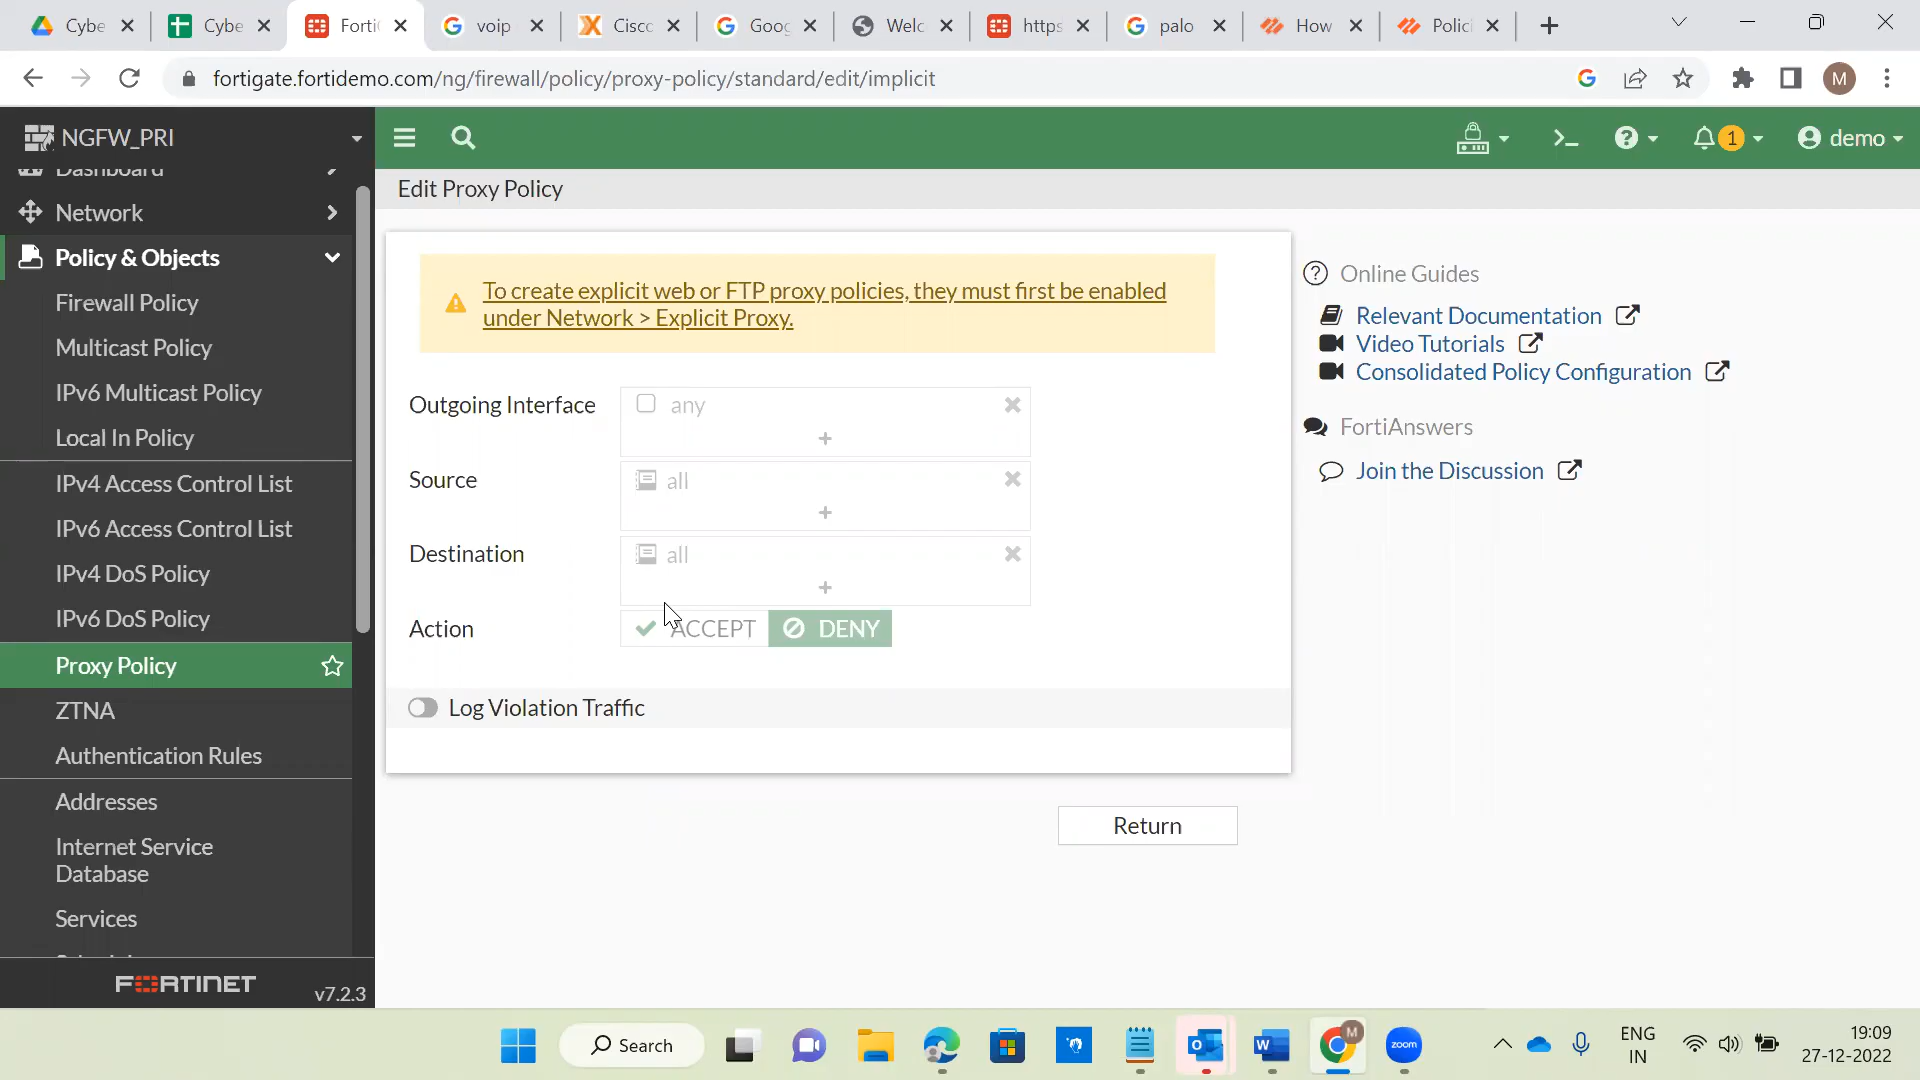 Cybe
Cybe
Forti
voip
Cisco
Goog
Welc
https
palo
How
Polici
fortigate.fortidemo.com/ng/firewall/policy/proxy-policy/standard/edit/implicit
M
NGFW_PRI
1
demo
Dashboard
Network
Policy & Objects
Firewall Policy
Multicast Policy
IPv6 Multicast Policy
Local In Policy
IPv4 Access Control List
IPv6 Access Control List
IPv4 DoS Policy
IPv6 DoS Policy
Proxy Policy
ZTNA
Authentication Rules
Addresses
Internet Service
Database
Services
FORTINET
v7.2.3
Edit Proxy Policy
To create explicit web or FTP proxy policies, they must first be enabled
under Network > Explicit Proxy.
Outgoing Interface
any
Source
all
Destination
all
Action
ACCEPT
DENY
Log Violation Traffic
Return
Online Guides
Relevant Documentation
Video Tutorials
Consolidated Policy Configuration
FortiAnswers
Join the Discussion
Search
M
zoom
ENG
IN
19:09
27-12-2022